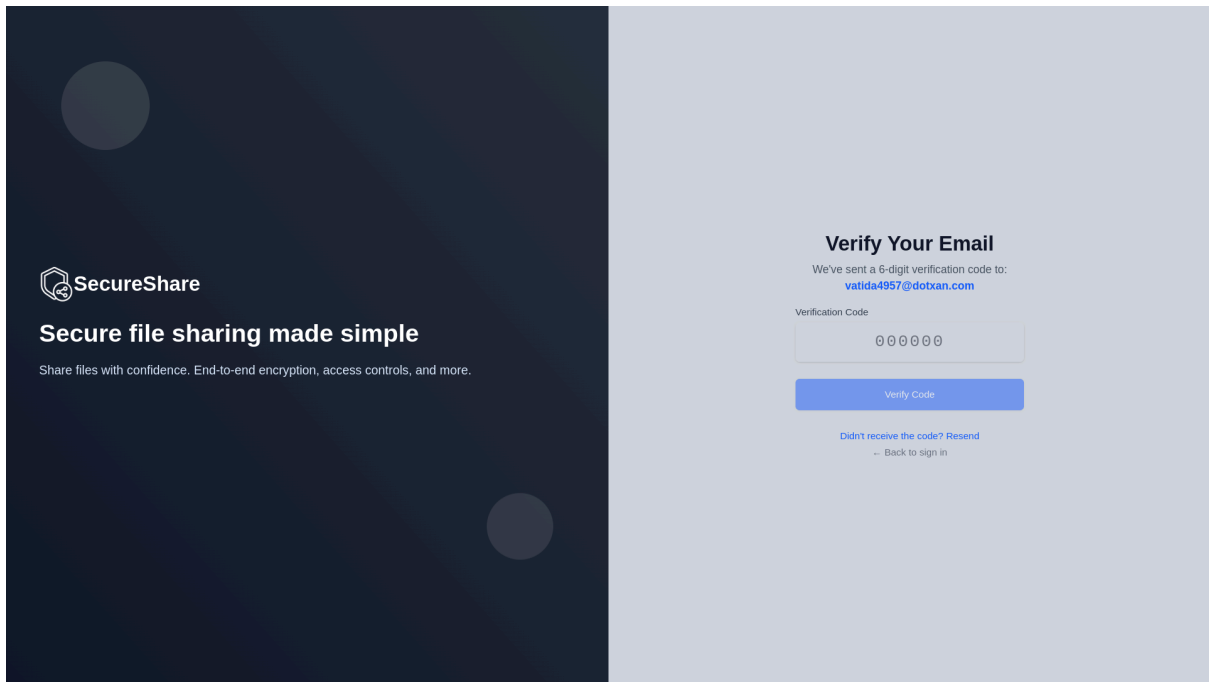 SecureShare
Secure file sharing made simple
Share files with confidence. End-to-end encryption, access controls, and more.
Verify Your Email
We've sent a 6-digit verification code to:
vatida4957@dotxan.com
Verification Code
000000
Verify Code
Didn't receive the code? Resend
← Back to sign in